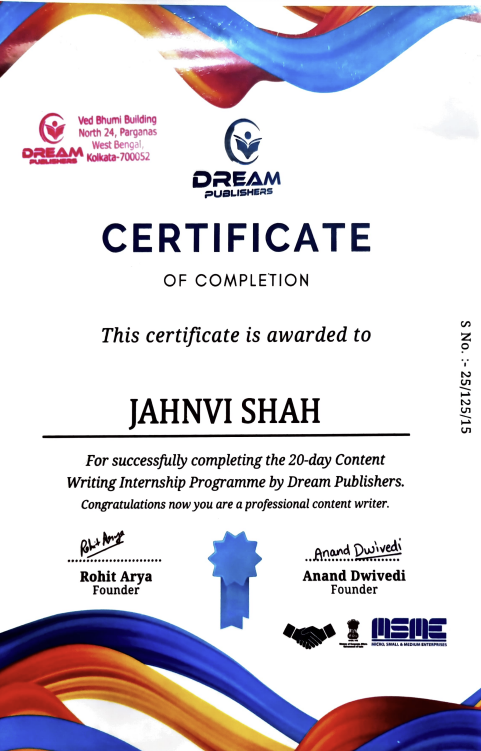 Ved Bhumi Building
North 24, Parganas
West Bengal,
Kolkata-700052
DREAM
PUBLISHERS
DREAM
PUBLISHERS
CERTIFICATE
OF COMPLETION
This certificate is awarded to
JAHNVI SHAH
For successfully completing the 20-day Content
Writing Internship Programme by Dream Publishers.
Congratulations now you are a professional content writer.
Rohit Arya
Anand Dwivedi
Rohit Arya
Founder
Anand Dwivedi
Founder
MSME
MICRO, SMALL & MEDIUM ENTERPRISES
S No. :- 25/125/15